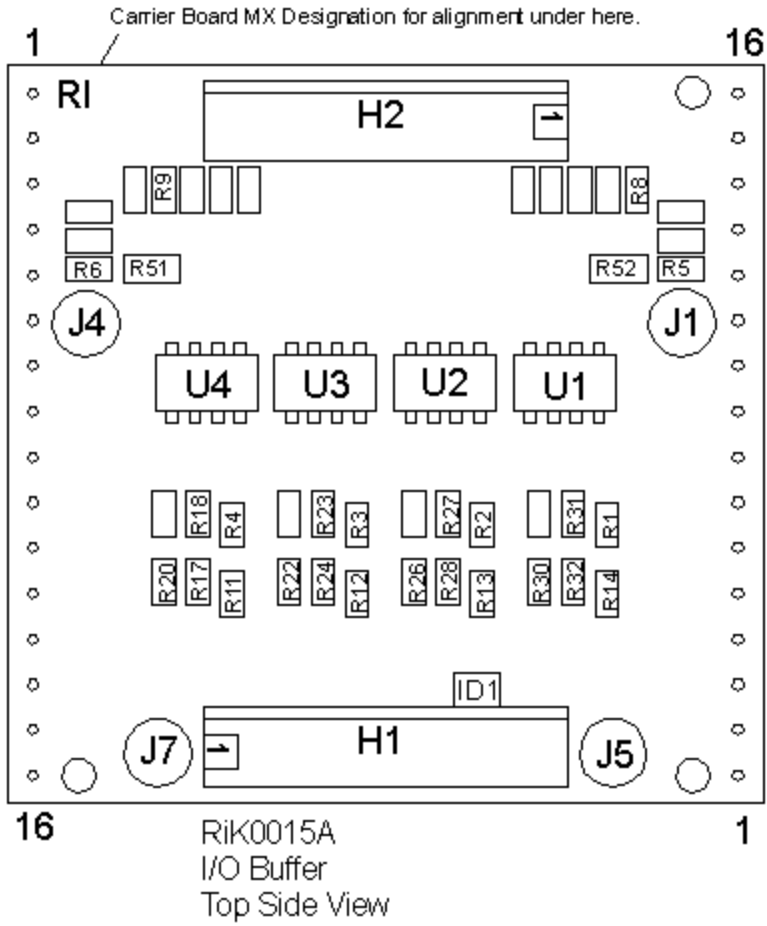 Carrier Board MX Designation for alignment under here.
1 16
RI
H2
1
R9 R8
R6 R51 R52 R5
J4 J1
U4 U3 U2 U1
R18 R4 R23 R3 R27 R2 R31 R1
R20 R17 R11 R22 R24 R12 R26 R28 R13 R30 R32 R14
ID1
J7 1 H1 J5
16 1
RiK0015A
I/O Buffer
Top Side View